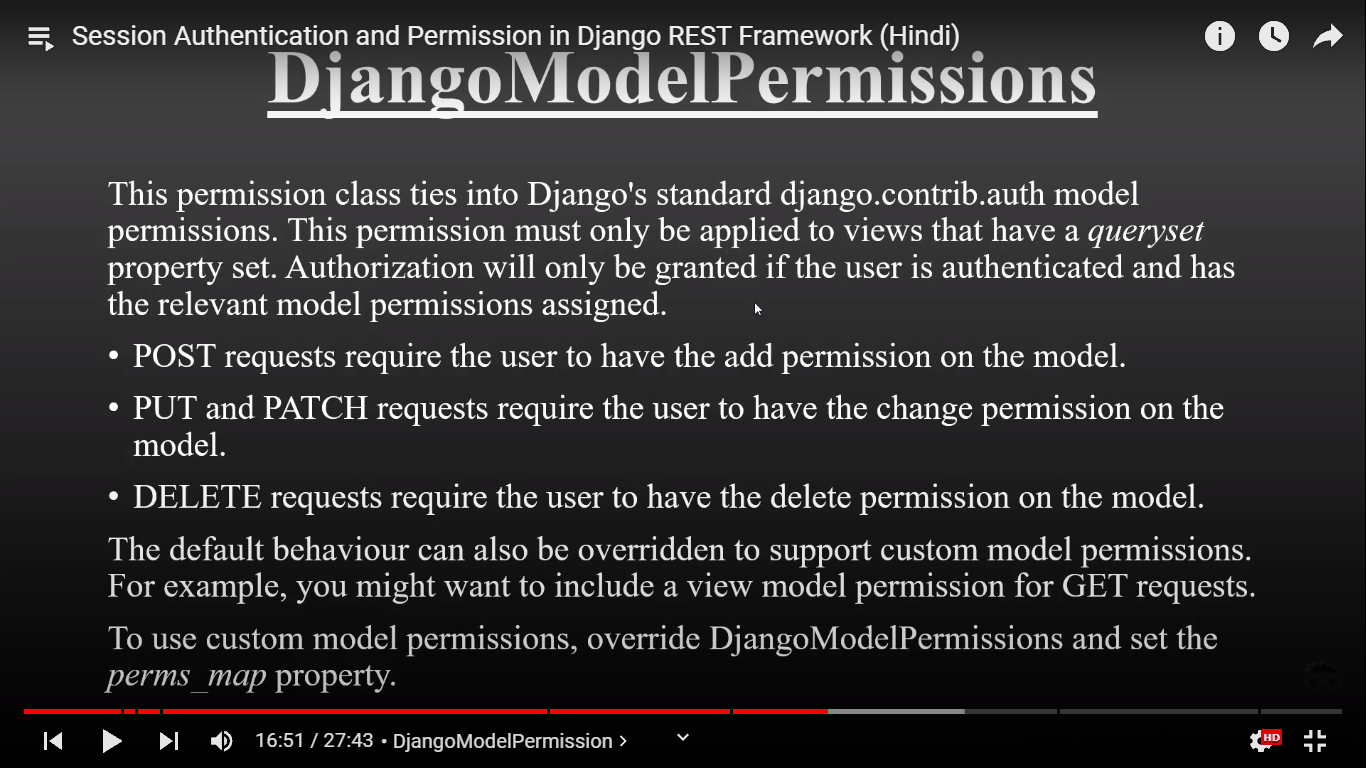 Session Authentication and Permission in Django REST Framework (Hindi)
DjangoModelPermissions
This permission class ties into Django's standard django.contrib.auth model
permissions. This permission must only be applied to views that have a queryset
property set. Authorization will only be granted if the user is authenticated and has
the relevant model permissions assigned.
• POST requests require the user to have the add permission on the model.
• PUT and PATCH requests require the user to have the change permission on the
model.
• DELETE requests require the user to have the delete permission on the model.
The default behaviour can also be overridden to support custom model permissions.
For example, you might want to include a view model permission for GET requests.
To use custom model permissions, override DjangoModelPermissions and set the
perms_map property.
16:51 / 27:43 • DjangoModelPermission >
HD